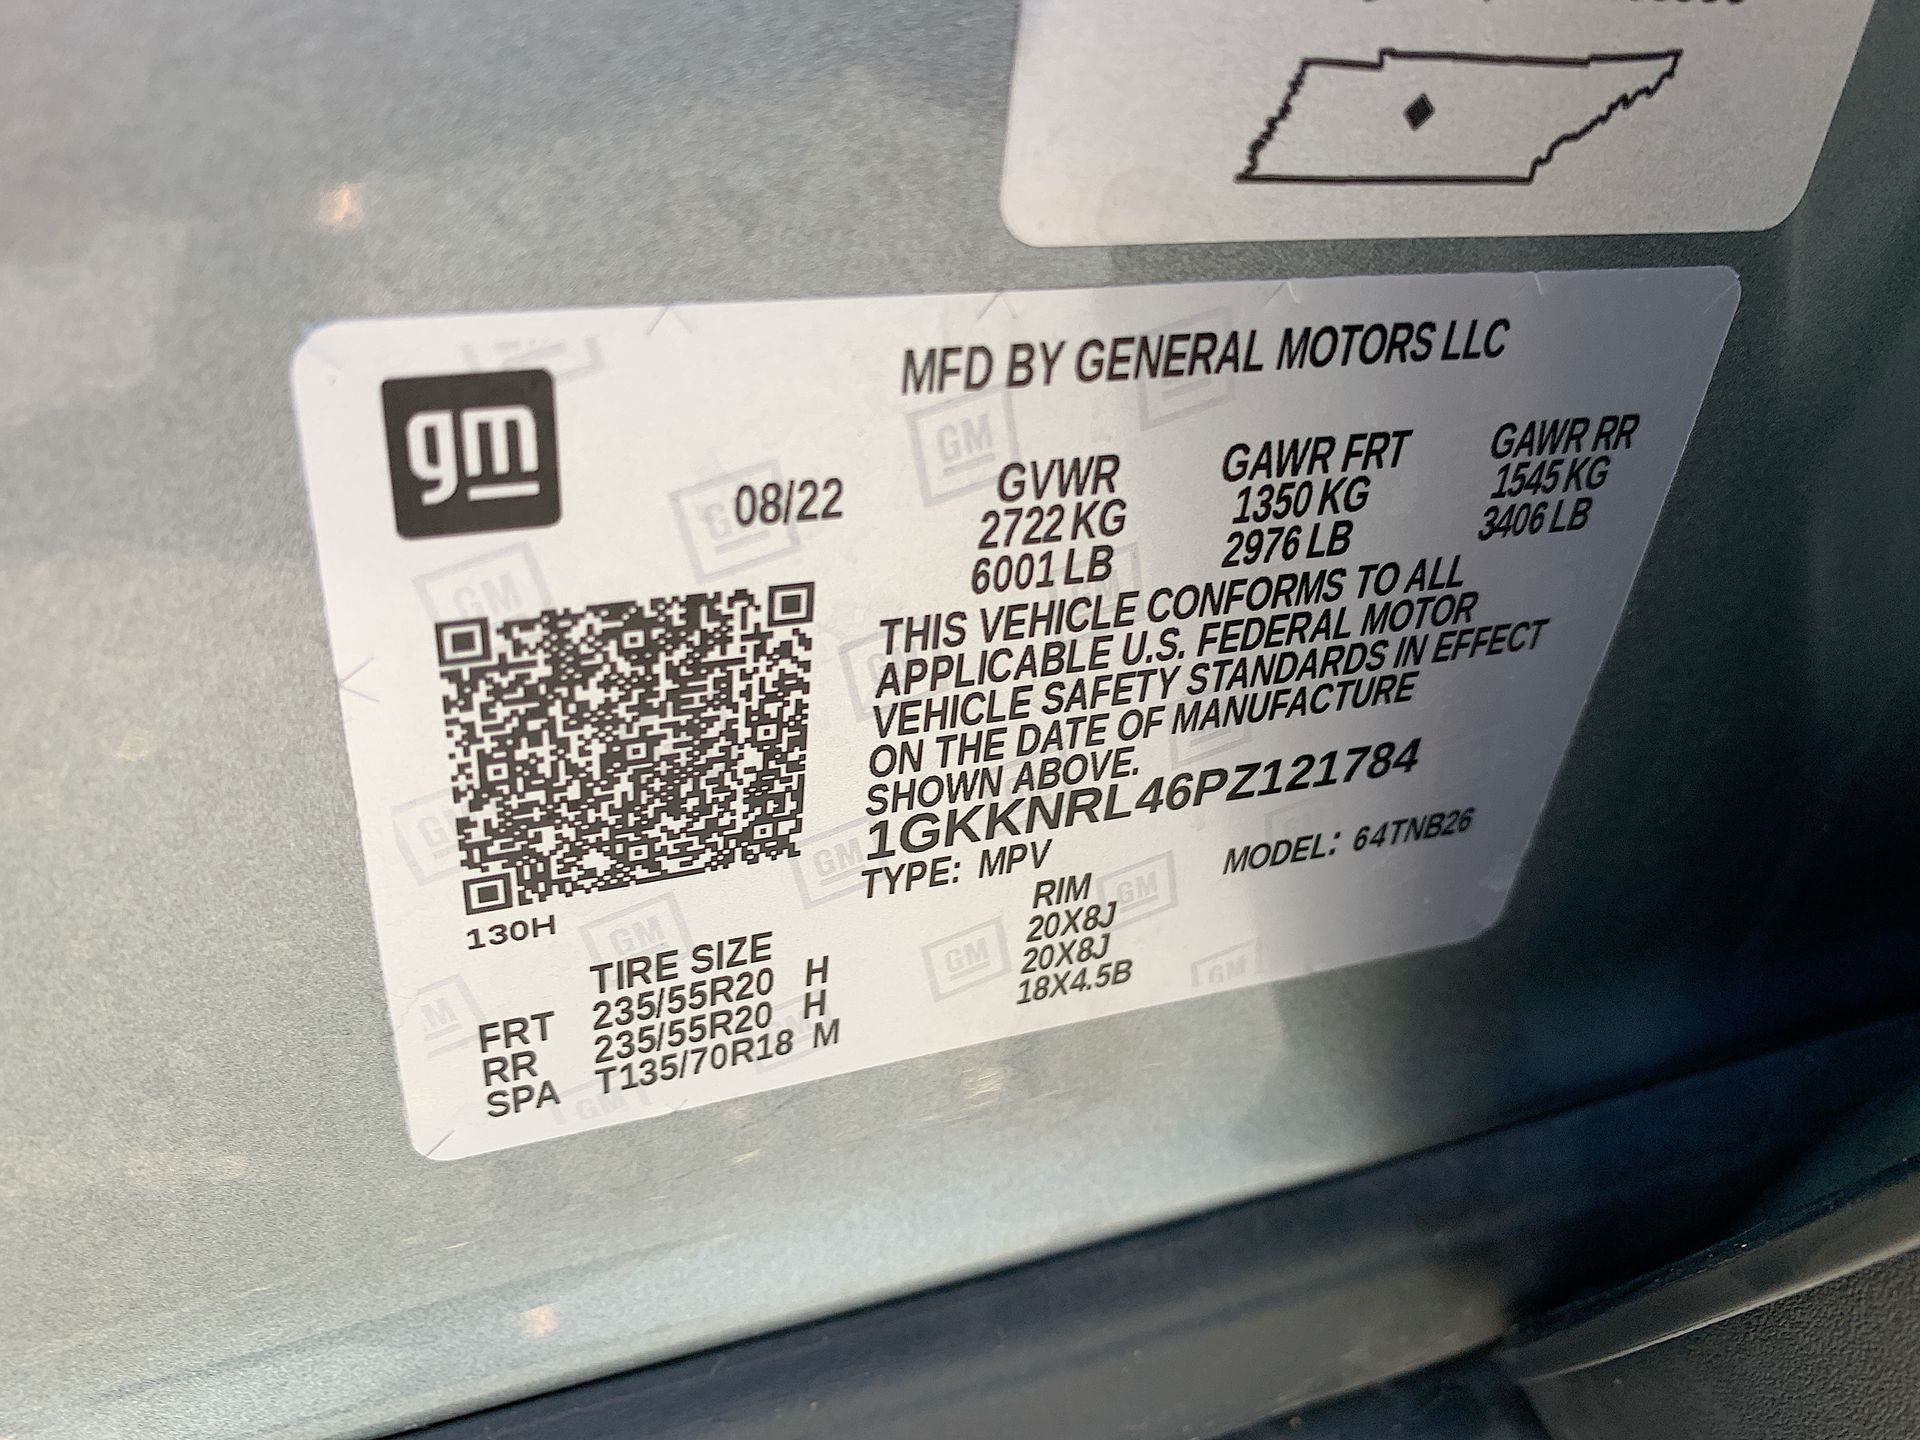 MFD BY GENERAL MOTORS LLC
gm
08/22
GVWR
2722 KG
6001 LB
GAWR FRT
1350 KG
2976 LB
GAWR RR
1545 KG
3406 LB
THIS VEHICLE CONFORMS TO ALL
APPLICABLE U.S. FEDERAL MOTOR
VEHICLE SAFETY STANDARDS IN EFFECT
ON THE DATE OF MANUFACTURE
SHOWN ABOVE.
1GKKNRL46PZ121784
TYPE: MPV
MODEL: 64TNB26
130H
TIRE SIZE
RIM
FRT 235/55R20 H 20X8J
RR 235/55R20 H 20X8J
SPA T135/70R18 M 18X4.5B